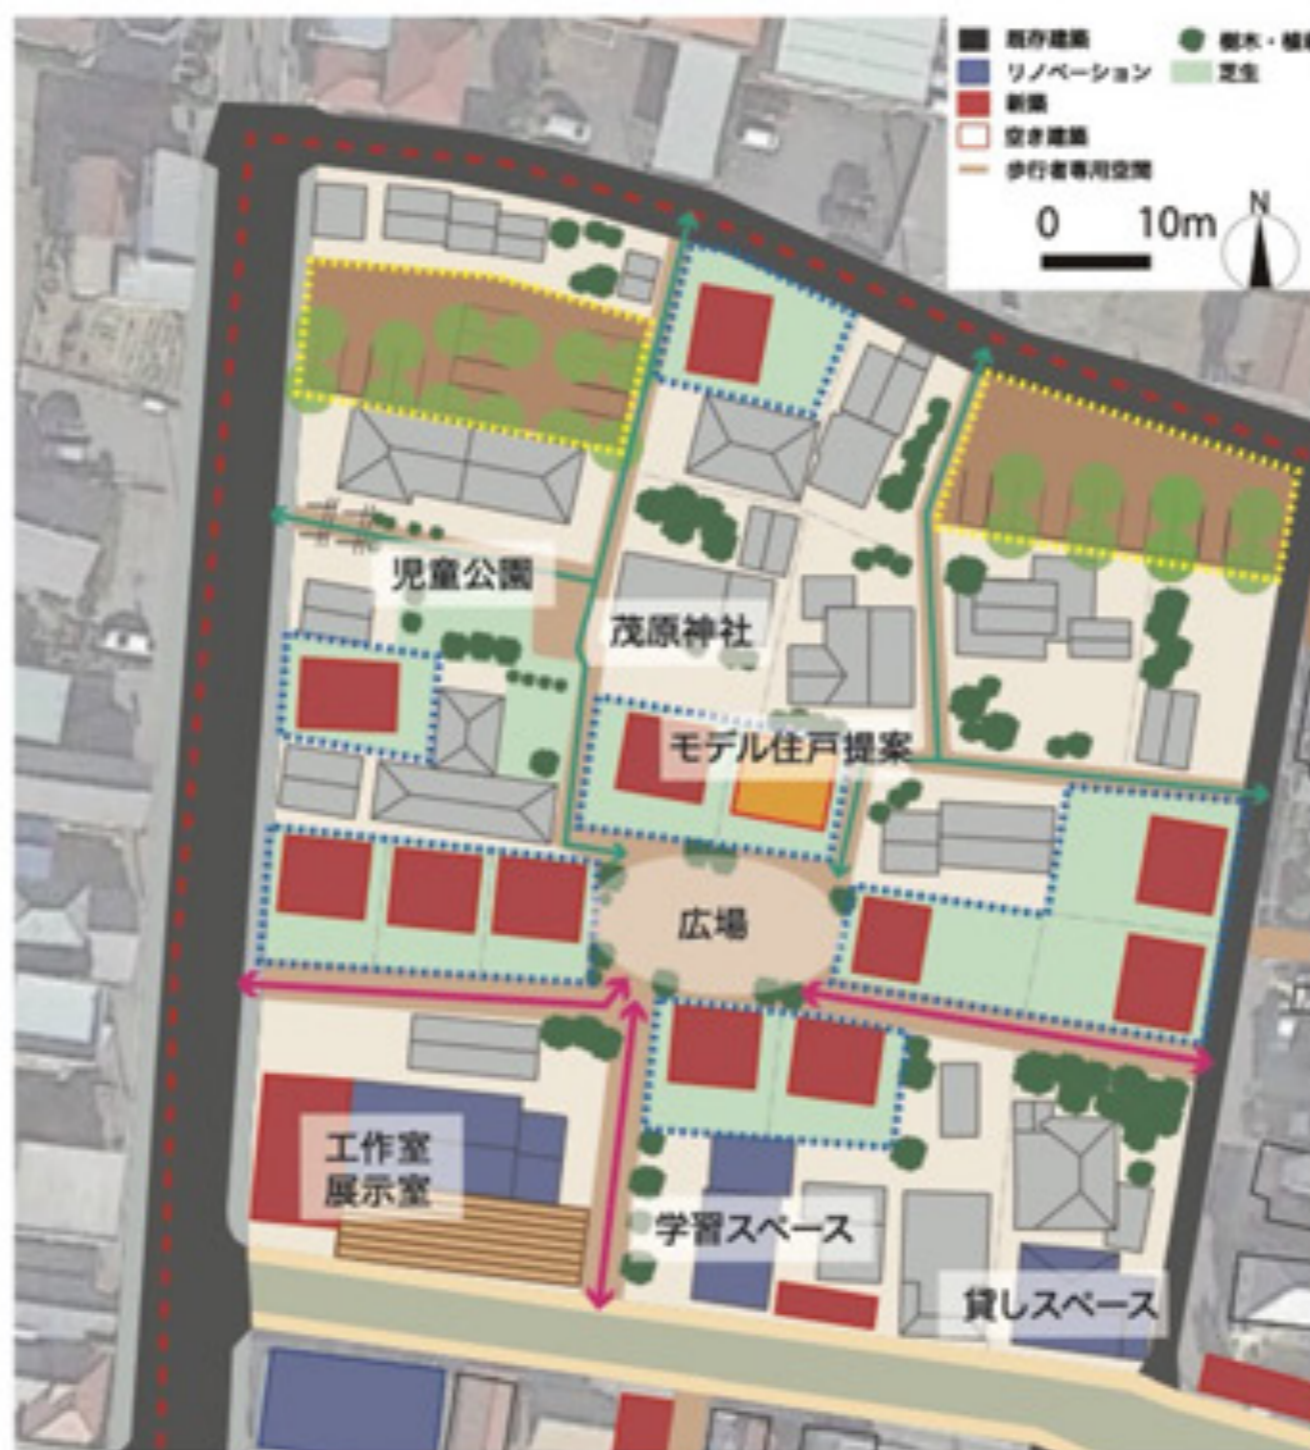 既存建築
リノベーション
新築
空き建築
歩行者専用空間
樹木・植
芝生
0 10m
N
児童公園
茂原神社
モデル住戸提案
広場
工作室
展示室
学習スペース
貸しスペース